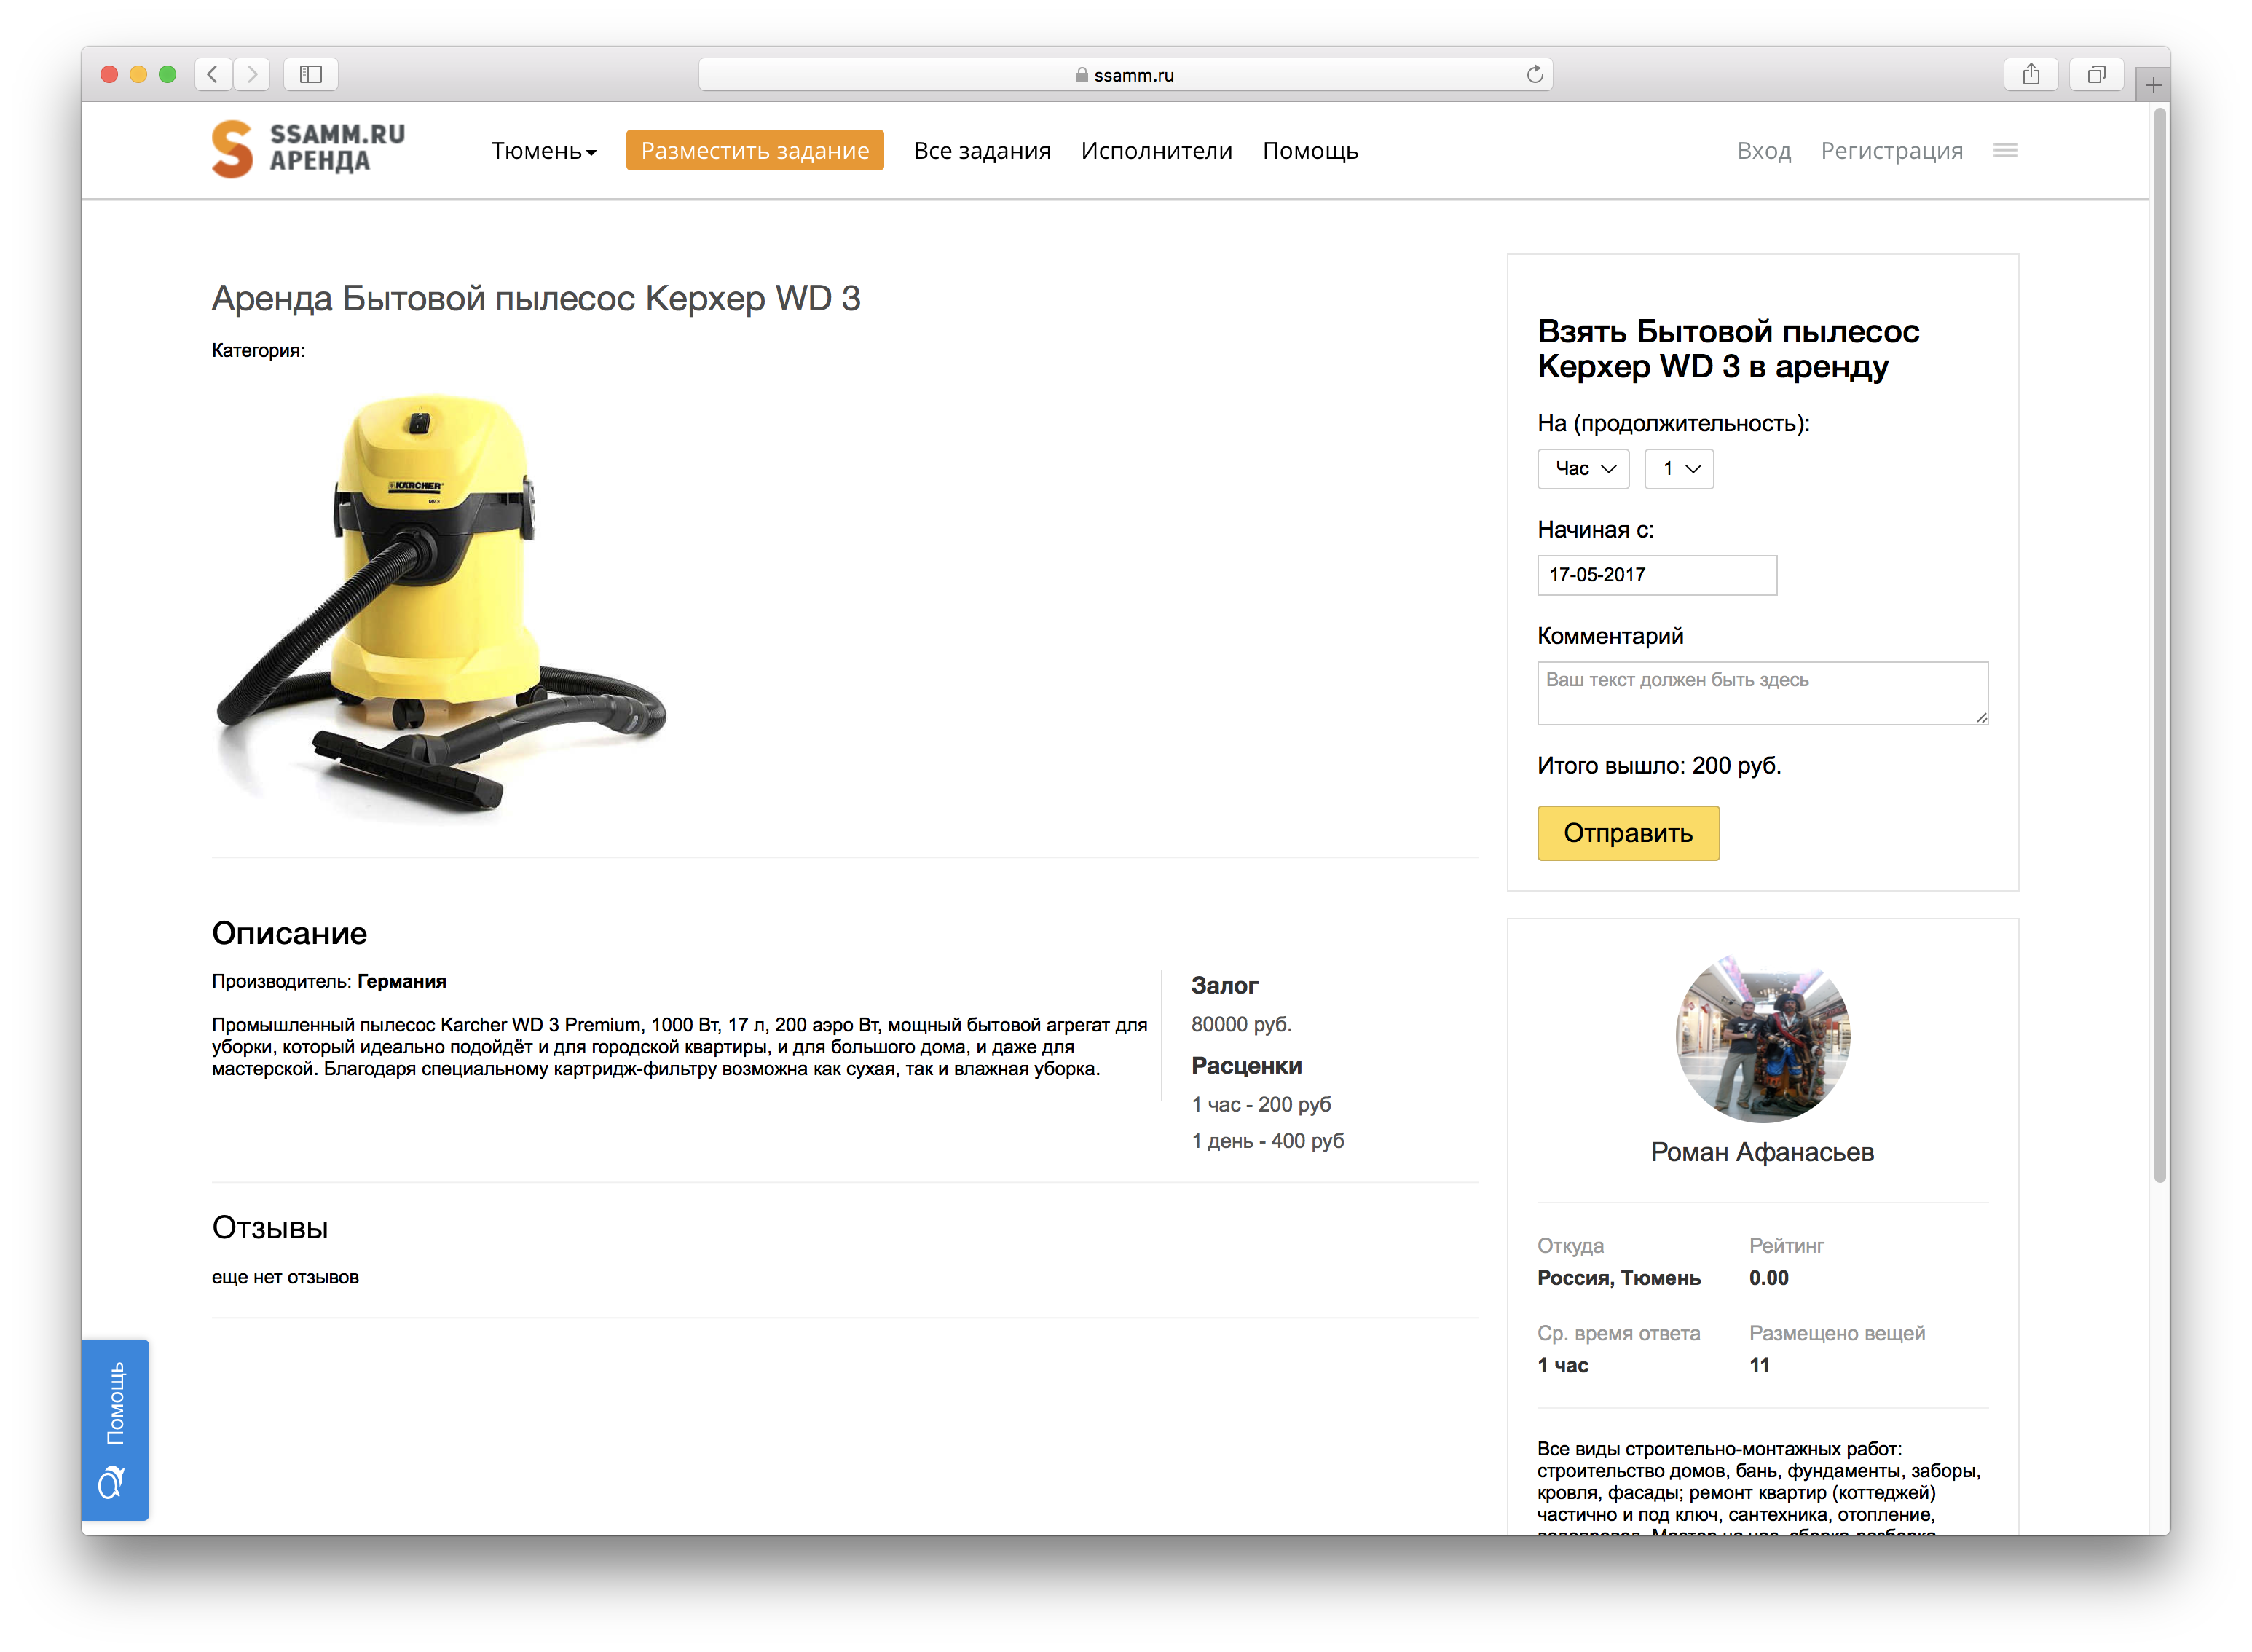 ssamm.ru
SSAMM.RU
АРЕНДА
Тюмень
Разместить задание
Все задания
Исполнители
Помощь
Вход
Регистрация
Аренда Бытовой пылесос Керхер WD 3
Категория:
KÄRCHER
Описание
Производитель: Германия
Промышленный пылесос Karcher WD 3 Premium, 1000 Вт, 17 л, 200 аэро Вт, мощный бытовой агрегат для
уборки, который идеально подойдёт и для городской квартиры, и для большого дома, и даже для
мастерской. Благодаря специальному картридж-фильтру возможна как сухая, так и влажная уборка.
Залог
80000 руб.
Расценки
1 час - 200 руб
1 день - 400 руб
Отзывы
еще нет отзывов
Помощь
Взять Бытовой пылесос
Керхер WD 3 в аренду
На (продолжительность):
Час
1
Начиная с:
17-05-2017
Комментарий
Ваш текст должен быть здесь
Итого вышло: 200 руб.
Отправить
Роман Афанасьев
Откуда
Россия, Тюмень
Рейтинг
0.00
Ср. время ответа
1 час
Размещено вещей
11
Все виды строительно-монтажных работ:
строительство домов, бань, фундаменты, заборы,
кровля, фасады; ремонт квартир (коттеджей)
частично и под ключ, сантехника, отопление,
водопровод. Мастер на час, сборка-разборка